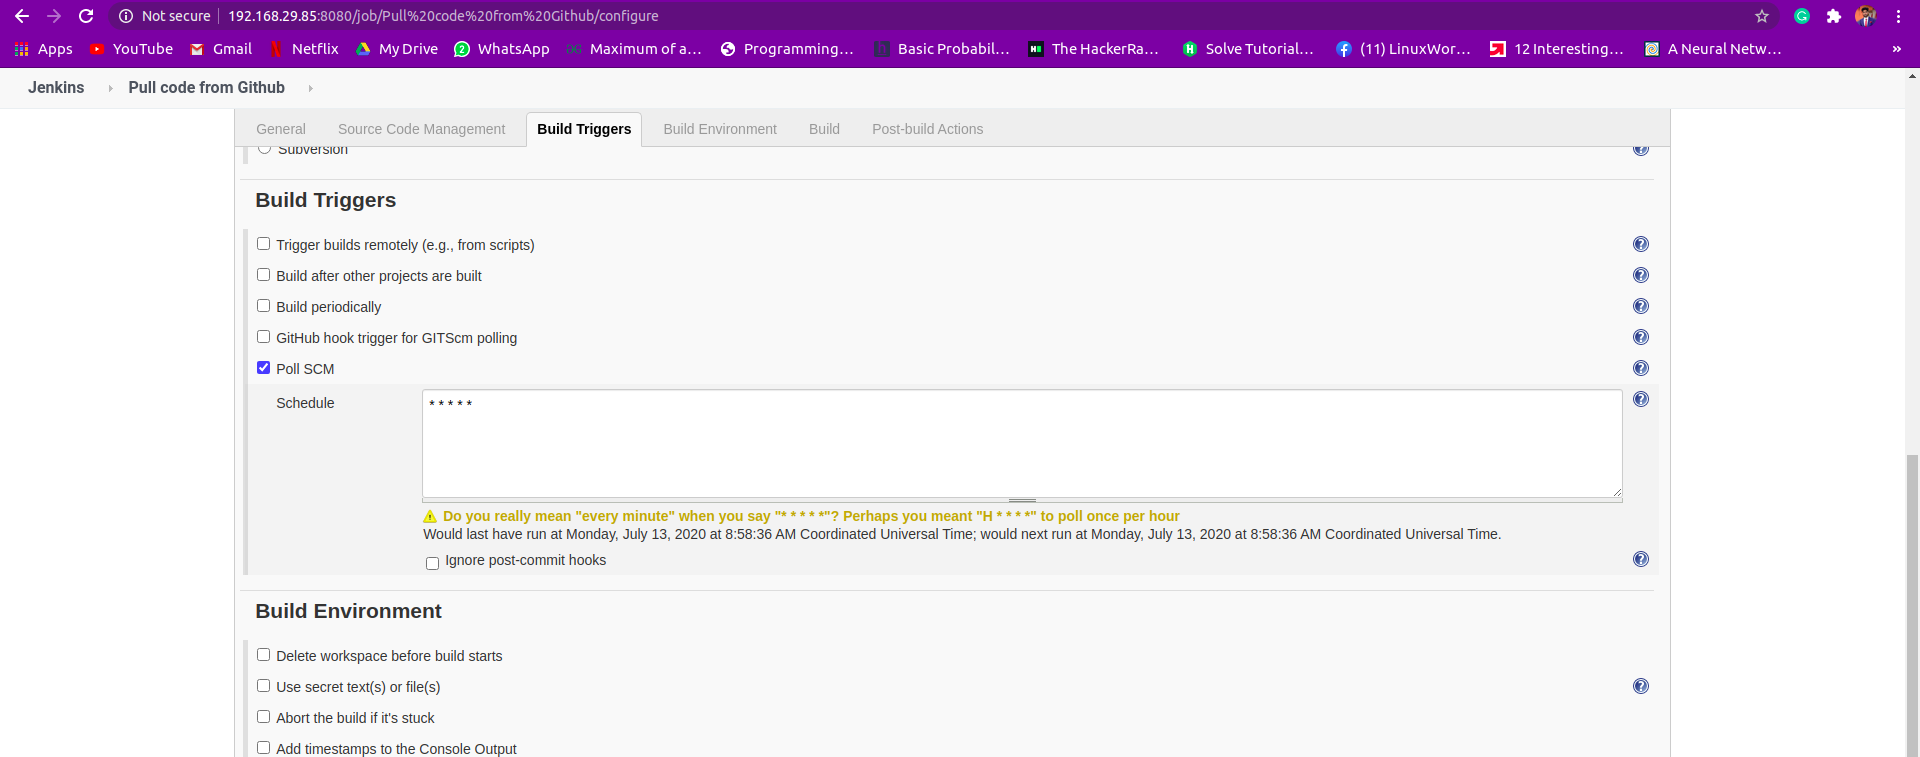 Not secure
192.168.29.85:8080/job/Pull%20code%20from%20Github/configure
Apps YouTube Gmail Netflix My Drive WhatsApp Maximum of a... Programming... Basic Probabil... The HackerRa... Solve Tutorial... (11) LinuxWor... 12 Interesting... A Neural Netw... »
Jenkins Pull code from Github
General Source Code Management Build Triggers Build Environment Build Post-build Actions
Subversion
Build Triggers
Trigger builds remotely (e.g., from scripts)
Build after other projects are built
Build periodically
GitHub hook trigger for GITScm polling
Poll SCM
Schedule
* * * * *
Do you really mean "every minute" when you say "* * * * *"? Perhaps you meant "H * * * *" to poll once per hour
Would last have run at Monday, July 13, 2020 at 8:58:36 AM Coordinated Universal Time; would next run at Monday, July 13, 2020 at 8:58:36 AM Coordinated Universal Time.
Ignore post-commit hooks
Build Environment
Delete workspace before build starts
Use secret text(s) or file(s)
Abort the build if it's stuck
Add timestamps to the Console Output